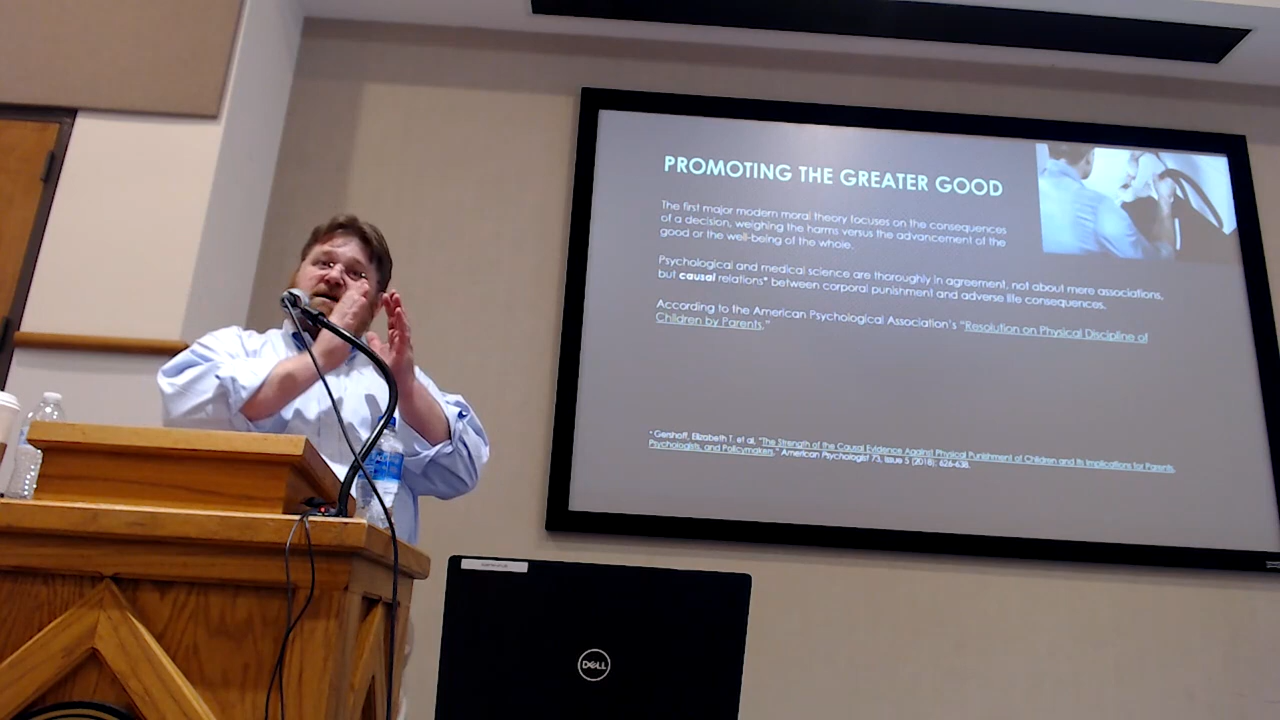 PROMOTING THE GREATER GOOD
The first major modern moral theory focuses on the consequences
of a decision, weighing the harms versus the advancement of the
good or the well-being of the whole.
Psychological and medical science are thoroughly in agreement, not about mere associations,
but causal relations* between corporal punishment and adverse life consequences.
According to the American Psychological Association's "Resolution on Physical Discipline of
Children by Parents,"
* Gershoff, Elizabeth T. et al, "The Strength of the Causal Evidence Against Physical Punishment of Children and Its Implications for Parents,
Psychologists, and Policymakers." American Psychologist 73, Issue 5 (2018): 626-638.
DELL